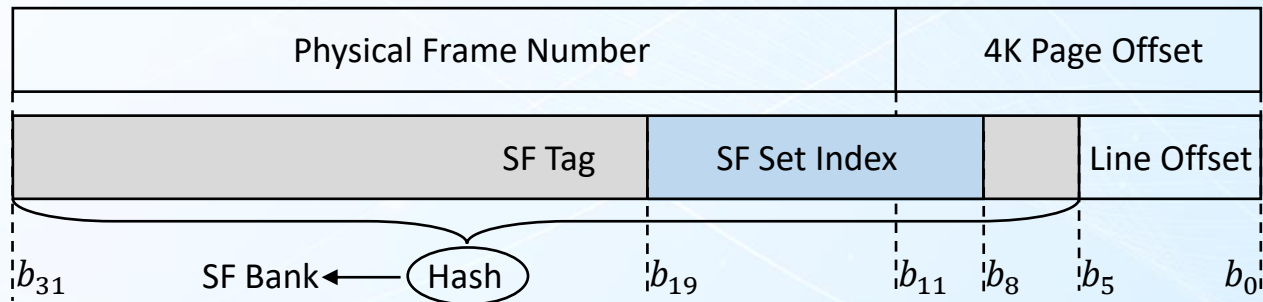 Physical Frame Number 4K Page Offset
SF Tag SF Set Index Line Offset
SF Bank Hash
b₃₁ b₁₉ b₁₁ b₈ b₅ b₀